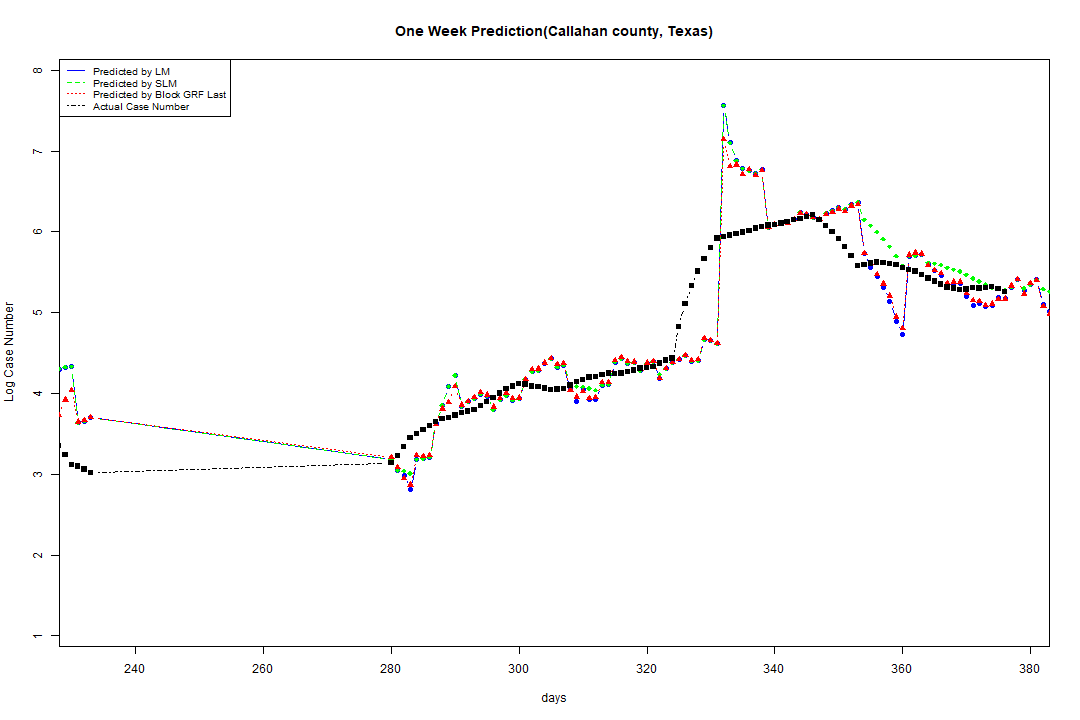 One Week Prediction(Callahan county, Texas)
Predicted by LM
Predicted by SLM
Predicted by Block GRF Last
Actual Case Number
8
7
6
5
4
3
2
1
Log Case Number
240 260 280 300 320 340 360 380
days